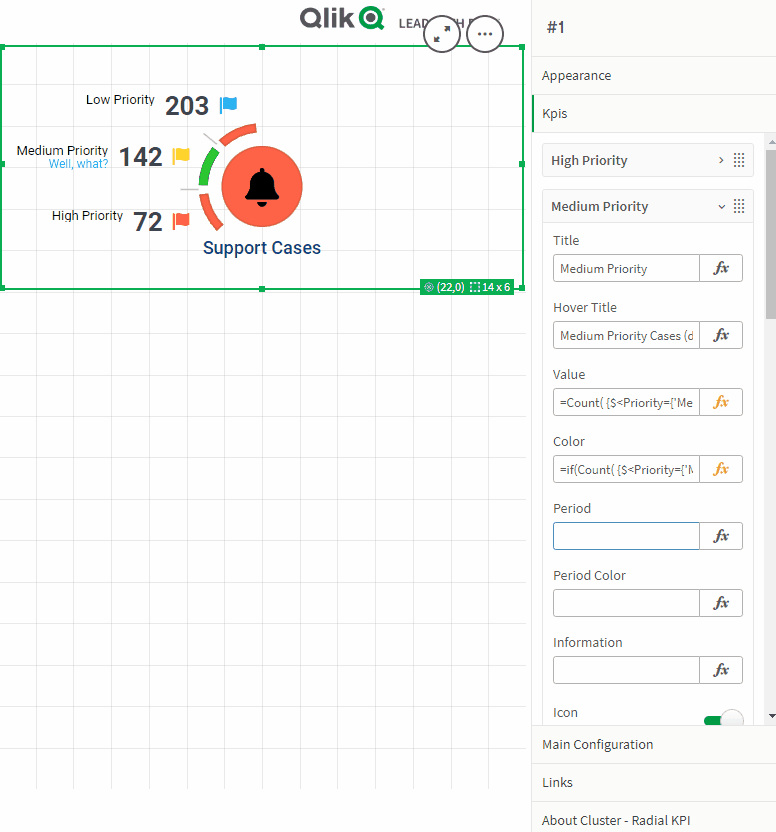 Qlik
LEAD
#1
Appearance
Kpis
High Priority
Medium Priority
Title
Medium Priority
fx
Hover Title
Medium Priority Cases (d
fx
Value
=Count( {$<Priority={'Me
fx
Color
=if(Count( {$<Priority={'M
fx
Period
fx
Period Color
fx
Information
fx
Icon
Main Configuration
Links
About Cluster - Radial KPI
Low Priority 203
Medium Priority 142
Well, what?
High Priority 72
Support Cases
(22,0) 14 x 6